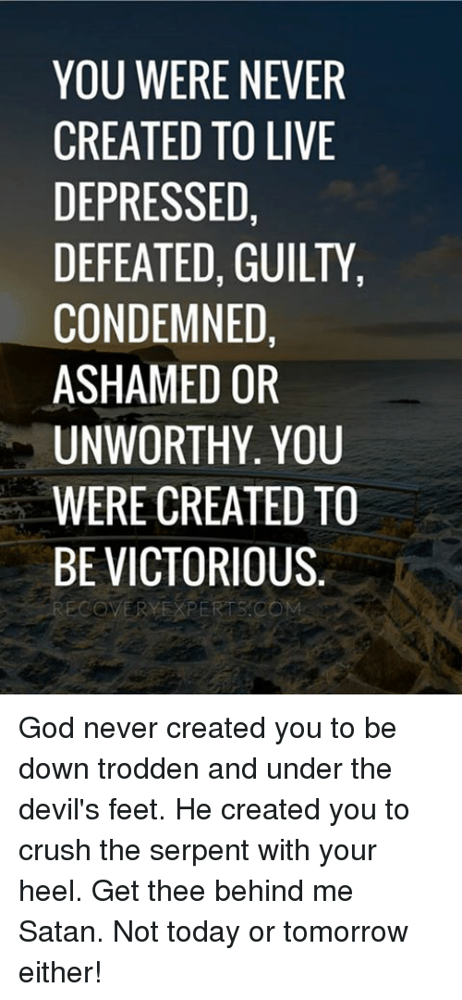 YOU WERE NEVER
CREATED TO LIVE
DEPRESSED,
DEFEATED, GUILTY,
CONDEMNED,
ASHAMED OR
UNWORTHY. YOU
WERE CREATED TO
BE VICTORIOUS.
RECOVERYEXPERTS.COM
God never created you to be
down trodden and under the
devil's feet. He created you to
crush the serpent with your
heel. Get thee behind me
Satan. Not today or tomorrow
either!